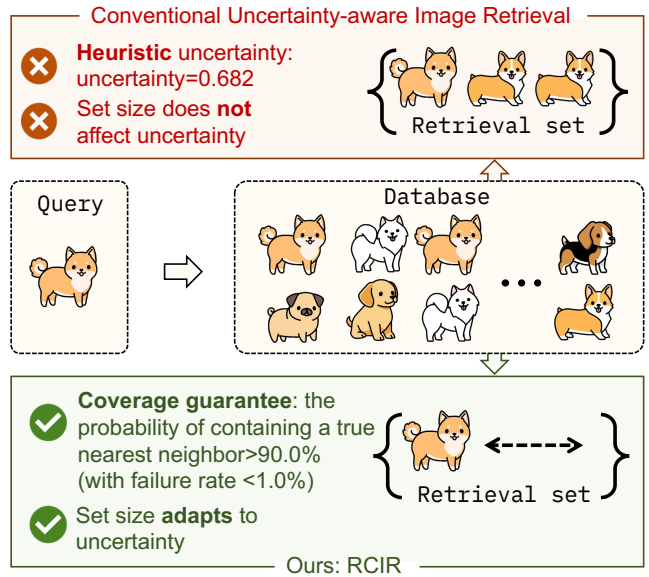 Conventional Uncertainty-aware Image Retrieval
Heuristic uncertainty:
uncertainty=0.682
Set size does not
affect uncertainty
Retrieval set
Query
Database
Coverage guarantee: the
probability of containing a true
nearest neighbor>90.0%
(with failure rate <1.0%)
Set size adapts to
uncertainty
Retrieval set
Ours: RCIR